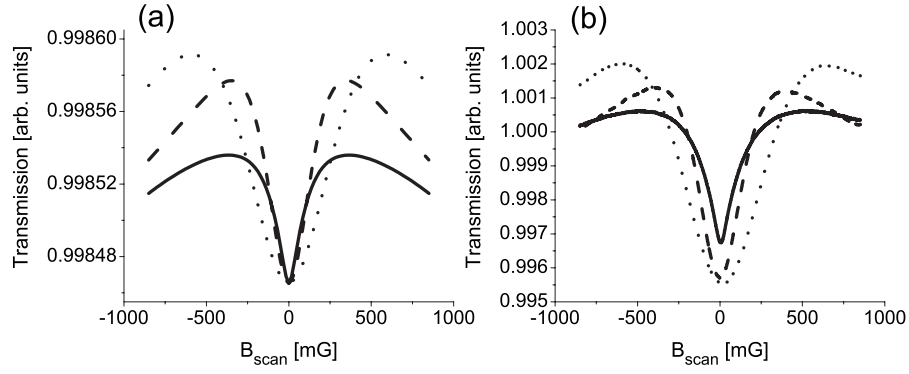 (a)
Transmission [arb. units]
0.99860
0.99856
0.99852
0.99848
-1000 -500 0 500 1000
B_scan [mG]
(b)
Transmission [arb. units]
1.003
1.002
1.001
1.000
0.999
0.998
0.997
0.996
0.995
-1000 -500 0 500 1000
B_scan [mG]